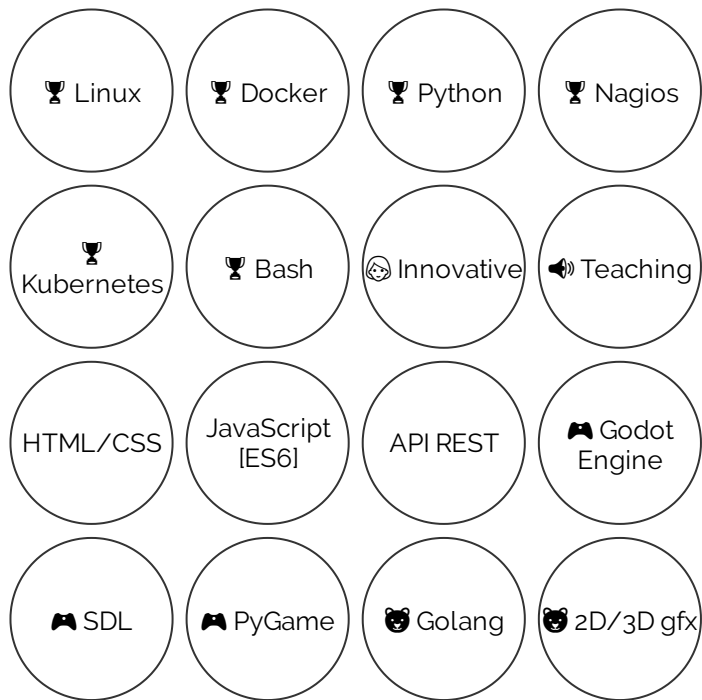 🏆 Linux
🏆 Docker
🏆 Python
🏆 Nagios
🏆
Kubernetes
🏆 Bash
Innovative
🔊 Teaching
HTML/CSS
JavaScript
[ES6]
API REST
🎮 Godot
Engine
🎮 SDL
🎮 PyGame
Golang
2D/3D gfx